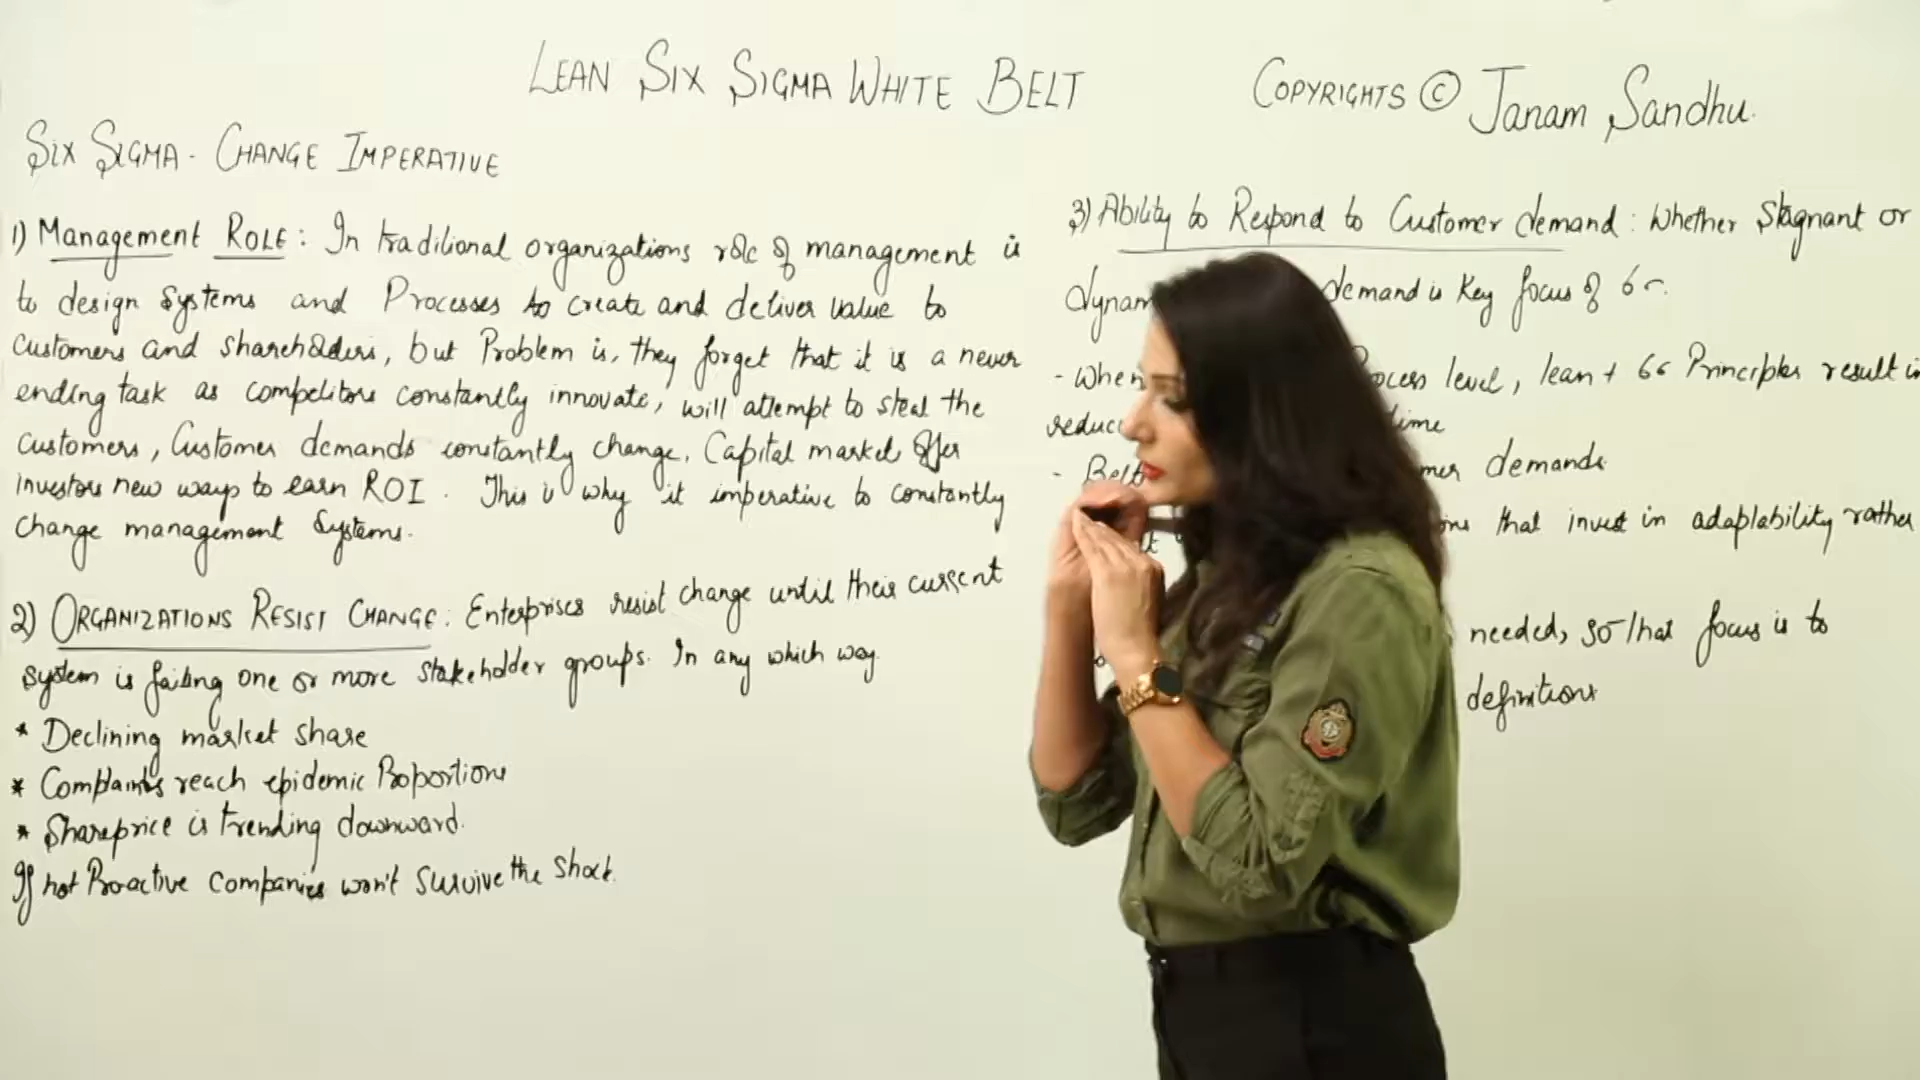 LEAN SIX SIGMA WHITE BELT
COPYRIGHTS © Janam Sandhu.
SIX SIGMA - CHANGE IMPERATIVE
1) Management ROLE: In traditional organizations role of management is
to design systems and Processes to create and deliver value to
customers and shareholders, but Problem is, they forget that it is a never
ending task as competitors constantly innovate, will attempt to steal the
customers, Customer demands constantly change, Capital market offer
investors new ways to earn ROI. This is why it imperative to constantly
change management systems.
2) ORGANIZATIONS RESIST CHANGE: Enterprises resist change until their current
system is failing one or more stakeholder groups. In any which way.
* Declining market share
* Complaints reach epidemic Proportions
* Shareprice is trending downward.
If not Proactive companies won't survive the shock.
3) Ability to Respond to Customer demand: Whether Stagnant or
demand is key focus of 6σ.
- When level, lean + 6σ Principles result in
time
- demands
that invest in adaptability rather
needed, so that focus is to
definitions